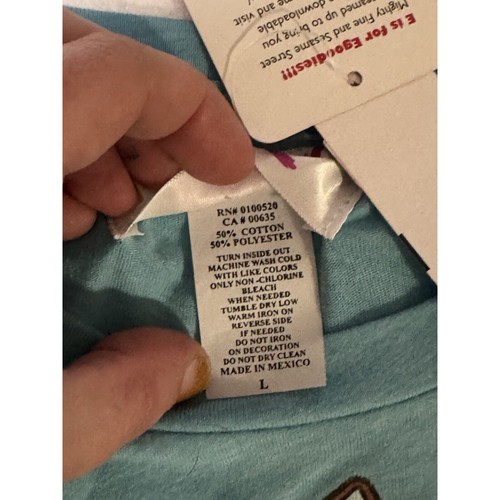 E is for Egoodies!!!
Mighty Fine and Sesame Street
teamed up to bring you
downloadable
me and visit
RN# 0100520
CA # 00635
50% COTTON
50% POLYESTER
TURN INSIDE OUT
MACHINE WASH COLD
WITH LIKE COLORS
ONLY NON -CHLORINE
BLEACH
WHEN NEEDED
TUMBLE DRY LOW
WARM IRON ON
REVERSE SIDE
IF NEEDED
DO NOT IRON
ON DECORATION
DO NOT DRY CLEAN
MADE IN MEXICO
L